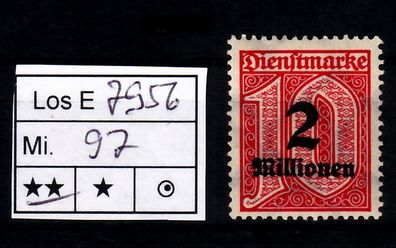 Los E 7956
Mi. 97
★★ ★ ⊙
Dienstmarke
10
2
Millionen